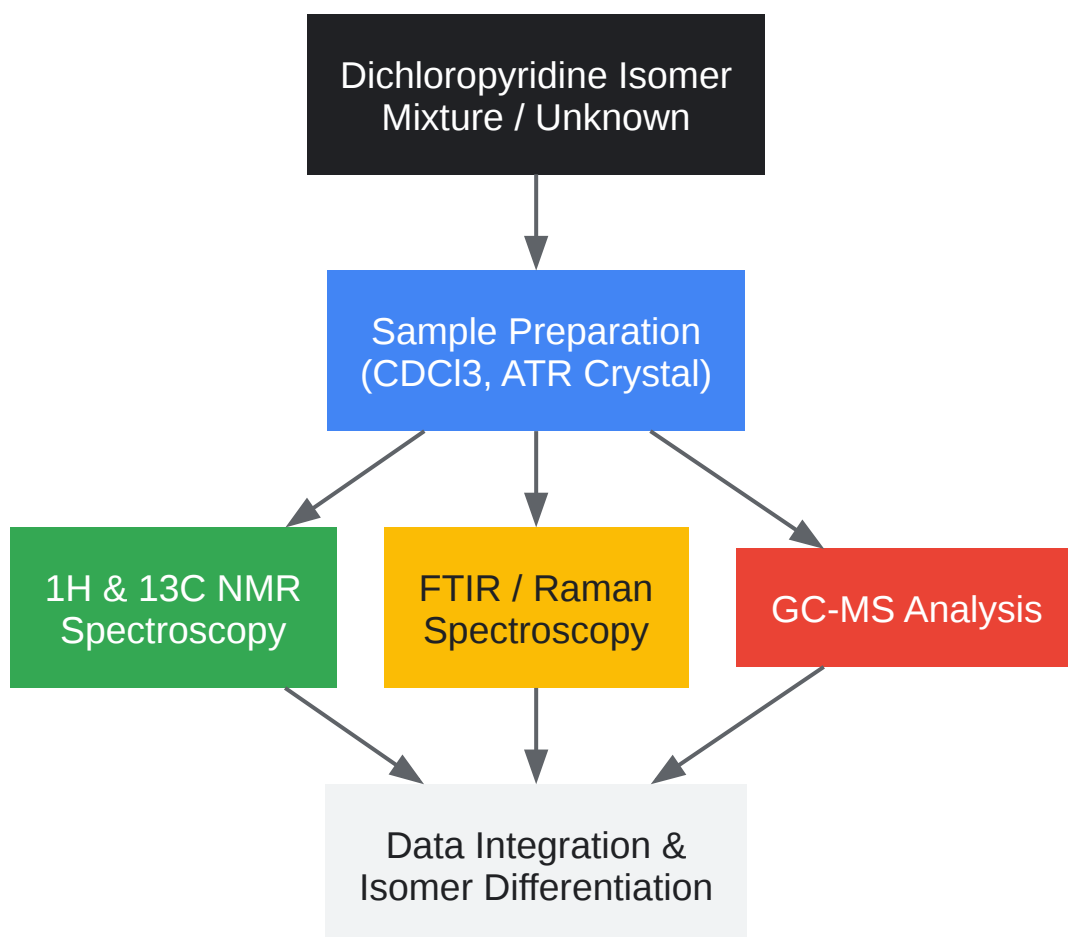 Dichloropyridine Isomer
Mixture / Unknown
Sample Preparation
(CDCl3, ATR Crystal)
1H & 13C NMR
Spectroscopy
FTIR / Raman
Spectroscopy
GC-MS Analysis
Data Integration &
Isomer Differentiation